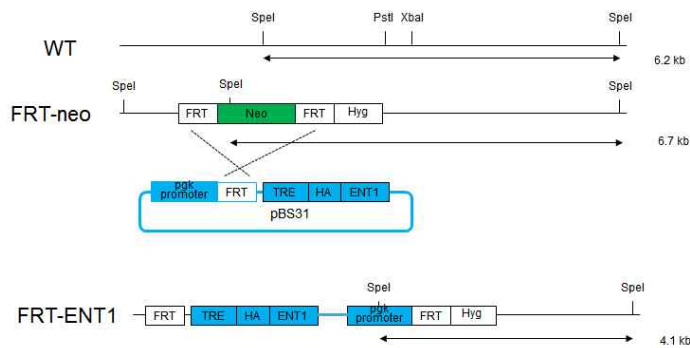 SpeI PstI XbaI SpeI
WT
6.2 kb
SpeI SpeI SpeI
FRT-neo FRT Neo FRT Hyg
6.7 kb
pgk promoter FRT TRE HA ENT1
pBS31
SpeI SpeI
FRT-ENT1 FRT TRE HA ENT1 pgk promoter FRT Hyg
4.1 kb